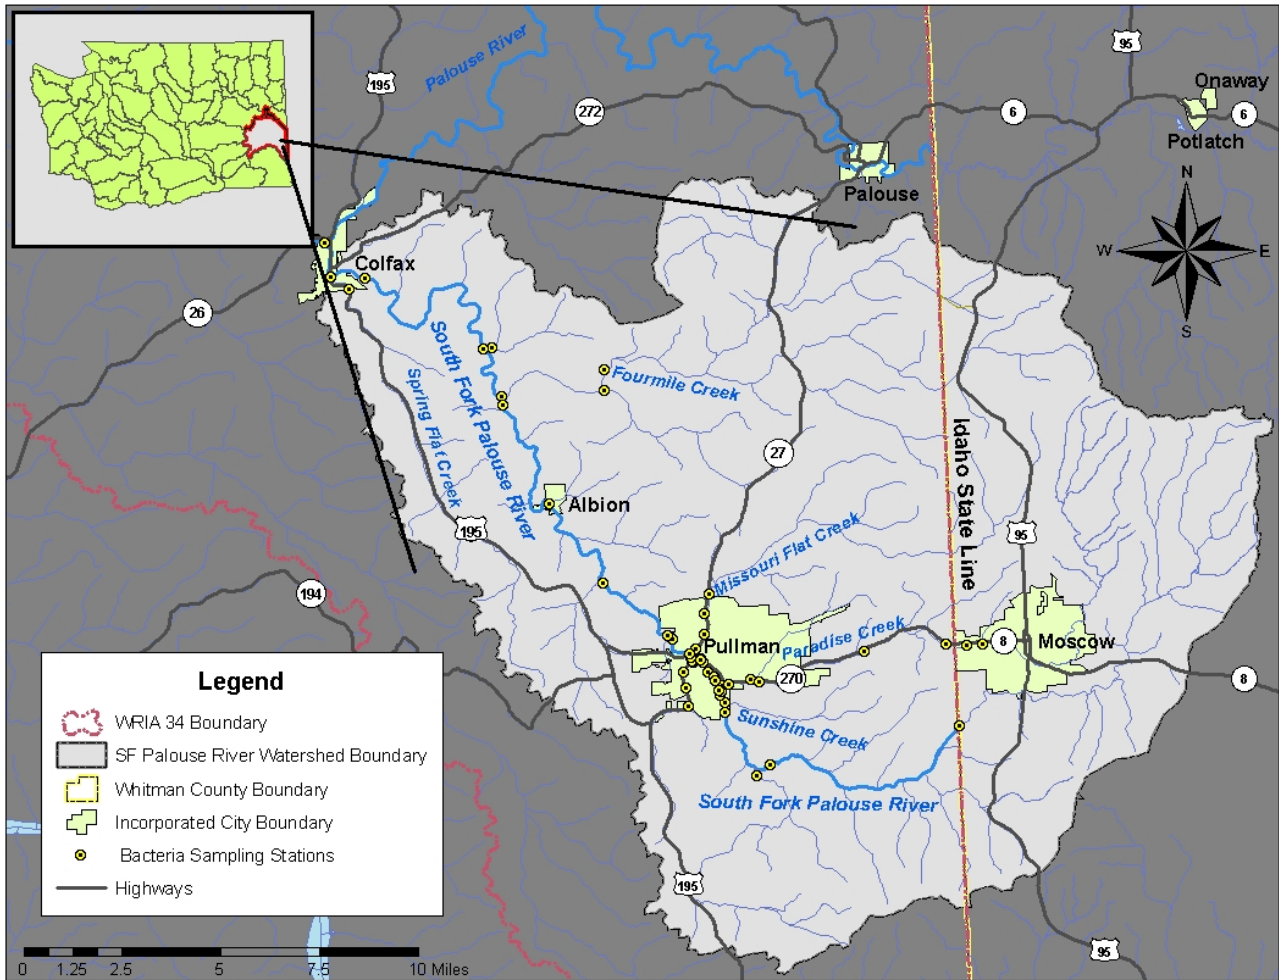 Palouse River
195
272
95
Onaway
6
6
Potlatch
Palouse
N
W
E
S
Colfax
26
South Fork Palouse River
Spring Flat Creek
Fourmile Creek
27
Idaho State Line
Albion
195
95
Missouri Flat Creek
194
Pullman
Paradise Creek
8
Moscow
270
8
Sunshine Creek
South Fork Palouse River
195
95
Legend
WRIA 34 Boundary
SF Palouse River Watershed Boundary
Whitman County Boundary
Incorporated City Boundary
Bacteria Sampling Stations
Highways
0 1.25 2.5 5 7.5 10 Miles